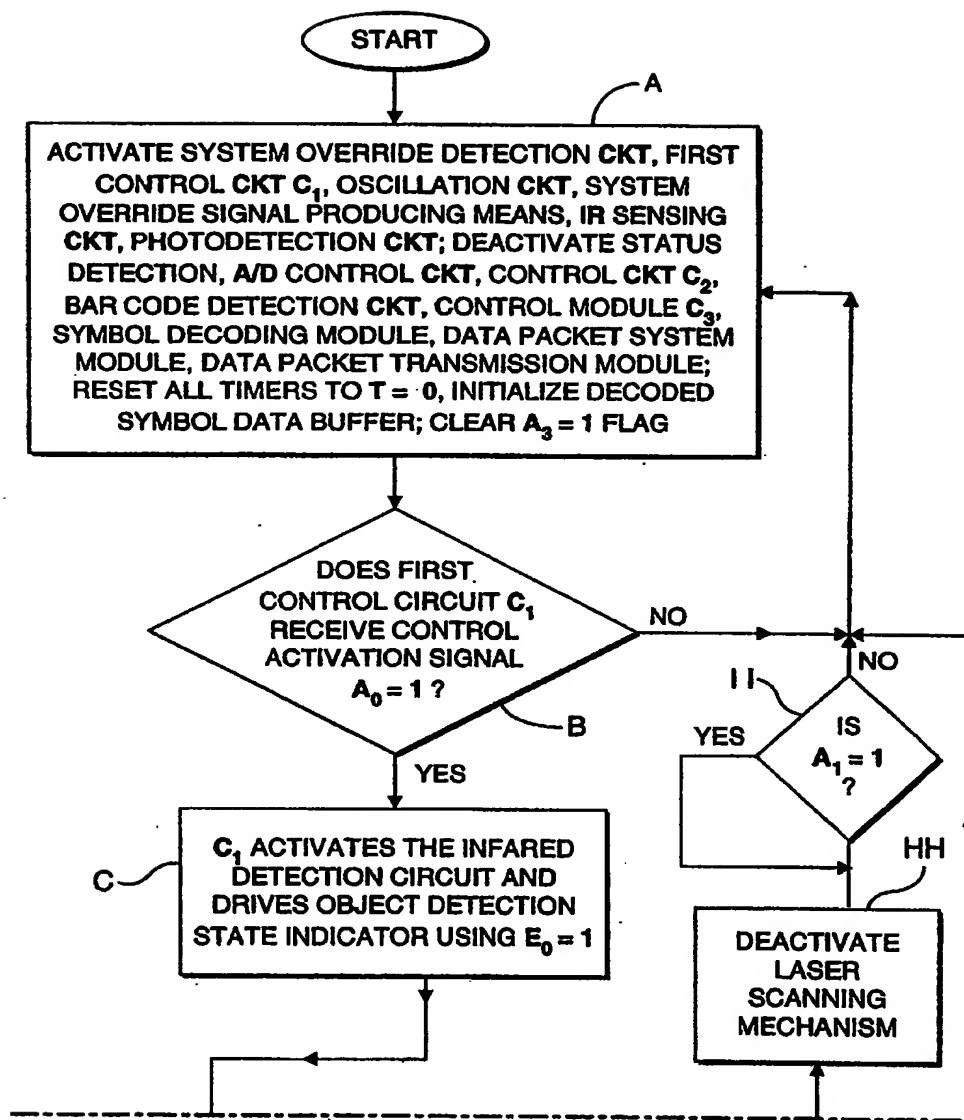 START
A
ACTIVATE SYSTEM OVERRIDE DETECTION CKT, FIRST
CONTROL CKT C₁, OSCILLATION CKT, SYSTEM
OVERRIDE SIGNAL PRODUCING MEANS, IR SENSING
CKT, PHOTODETECTION CKT; DEACTIVATE STATUS
DETECTION, A/D CONTROL CKT, CONTROL CKT C₂,
BAR CODE DETECTION CKT, CONTROL MODULE C₃,
SYMBOL DECODING MODULE, DATA PACKET SYSTEM
MODULE, DATA PACKET TRANSMISSION MODULE;
RESET ALL TIMERS TO T = 0, INITIALIZE DECODED
SYMBOL DATA BUFFER; CLEAR A₃ = 1 FLAG
DOES FIRST
CONTROL CIRCUIT C₁
RECEIVE CONTROL
ACTIVATION SIGNAL
A₀ = 1 ?
NO
B
YES
NO
II
YES
IS
A₁ = 1
?
C
C₁ ACTIVATES THE INFARED
DETECTION CIRCUIT AND
DRIVES OBJECT DETECTION
STATE INDICATOR USING E₀ = 1
HH
DEACTIVATE
LASER
SCANNING
MECHANISM